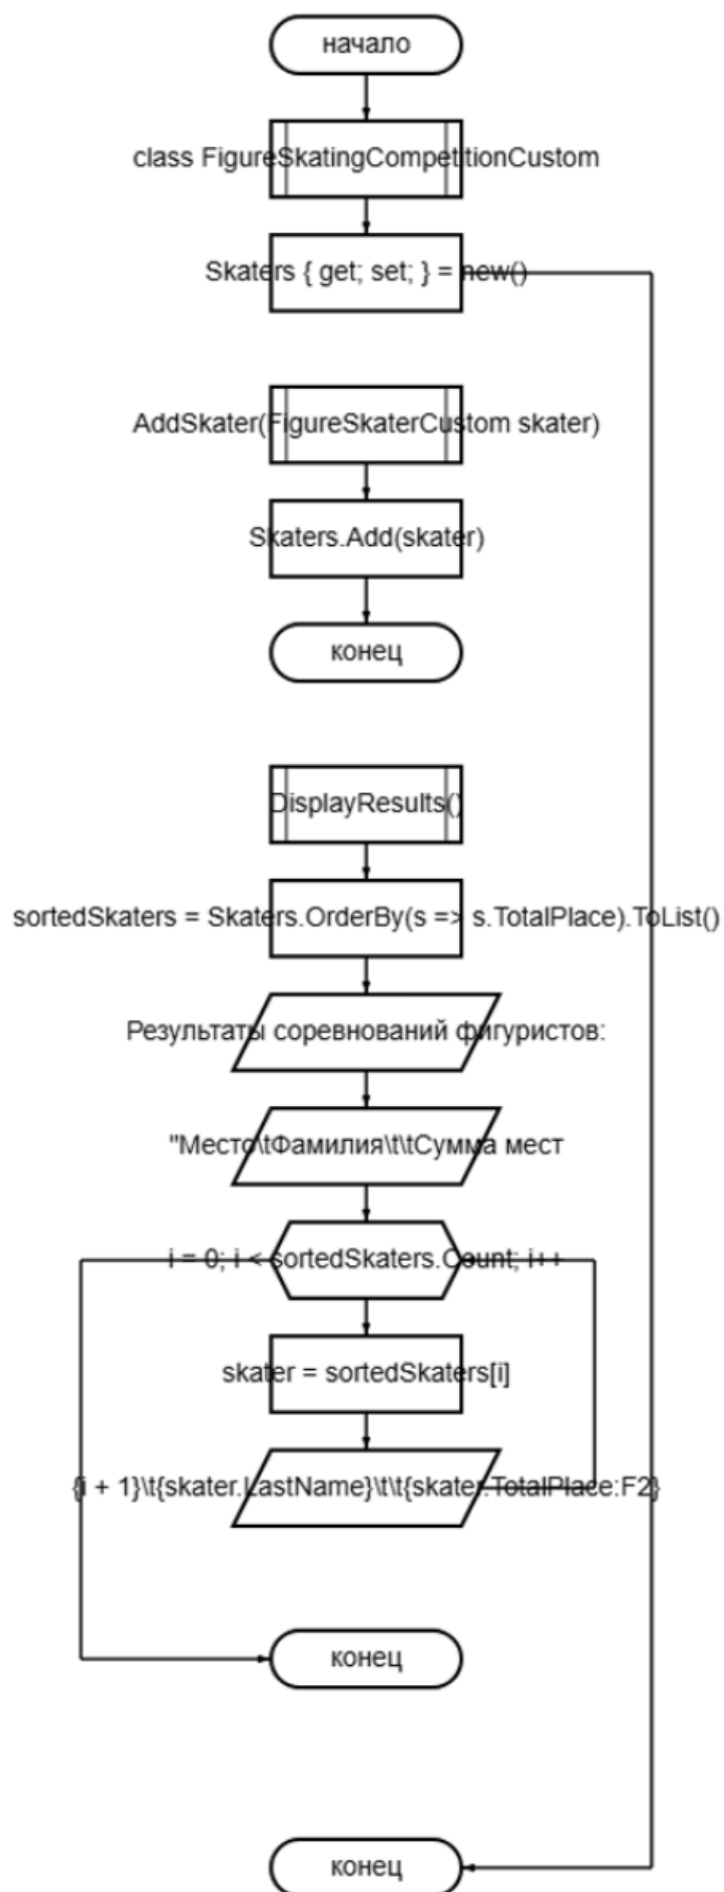 начало
class FigureSkatingCompetitionCustom
Skaters { get; set; } = new()
AddSkater(FigureSkaterCustom skater)
Skaters.Add(skater)
конец
DisplayResults()
sortedSkaters = Skaters.OrderBy(s => s.TotalPlace).ToList()
Результаты соревнований фигуристов:
"Место\tФамилия\t\tСумма мест
i = 0; i < sortedSkaters.Count; i++
skater = sortedSkaters[i]
{i + 1}\t{skater.LastName}\t\t{skater.TotalPlace:F2}
конец
конец